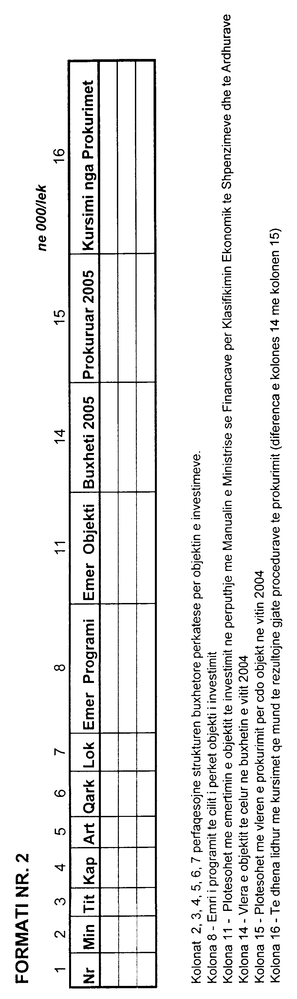 FORMATI NR. 2
ne 000/lek
1 2 3 4 5 6 7 8 11 14 15 16
Nr Min Tit Kap Art Qark Lok Emer Programi Emer Objekti Buxheti 2005 Prokuruar 2005 Kursimi nga Prokurimet
Kolonat 2, 3, 4, 5, 6, 7 perfaqesojne strukturen buxhetore perkatese per objektin e investimeve.
Kolona 8 - Emri i programit te cilit i perket objekti i investimit
Kolona 11 - Plotesohet me emertimin e objektit te investimit ne perputhje me Manualin e Ministrise se Financave per Klasifikimin Ekonomik te Shpenzimeve dhe te Ardhurave
Kolona 14 - Vlera e objektit te celur ne buxhetin e vitit 2004
Kolona 15 - Plotesohet me vleren e prokurimit per cdo objekt ne vitin 2004
Kolona 16 - Te dhena lidhur me kursimet qe mund te rezultojne gjate procedurave te prokurimit (diferenca e kolones 14 me kolonen 15)